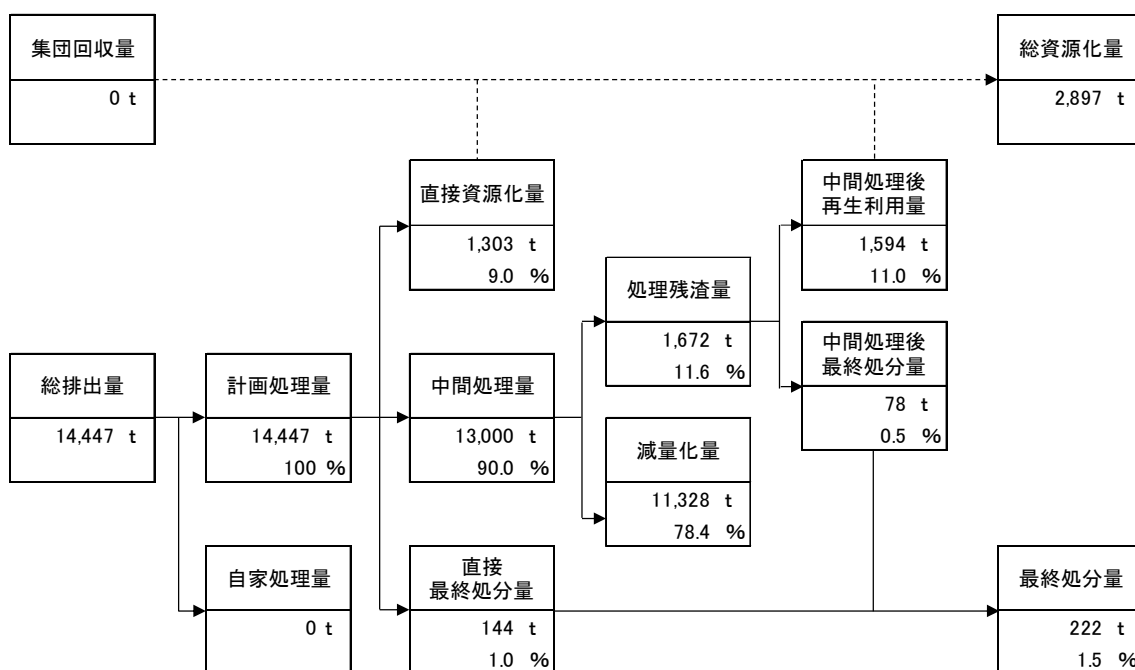 集団回収量
0 t
総資源化量
2,897 t
直接資源化量
1,303 t
9.0 %
中間処理後
再生利用量
1,594 t
11.0 %
処理残渣量
1,672 t
11.6 %
中間処理後
最終処分量
78 t
0.5 %
総排出量
14,447 t
計画処理量
14,447 t
100 %
中間処理量
13,000 t
90.0 %
減量化量
11,328 t
78.4 %
自家処理量
0 t
直接
最終処分量
144 t
1.0 %
最終処分量
222 t
1.5 %